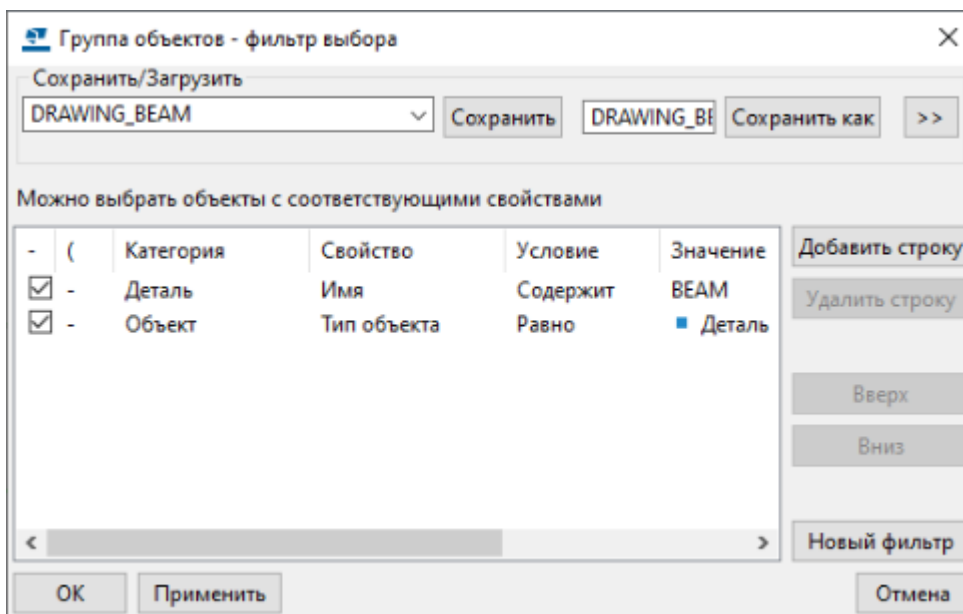 Группа объектов - фильтр выбора
Сохранить/Загрузить
DRAWING_BEAM Сохранить DRAWING_BE Сохранить как >>
Можно выбрать объекты с соответствующими свойствами
- ( Категория Свойство Условие Значение Добавить строку
- Деталь Имя Содержит BEAM Удалить строку
- Объект Тип объекта Равно Деталь
Вверх
Вниз
Новый фильтр
ОК Применить Отмена